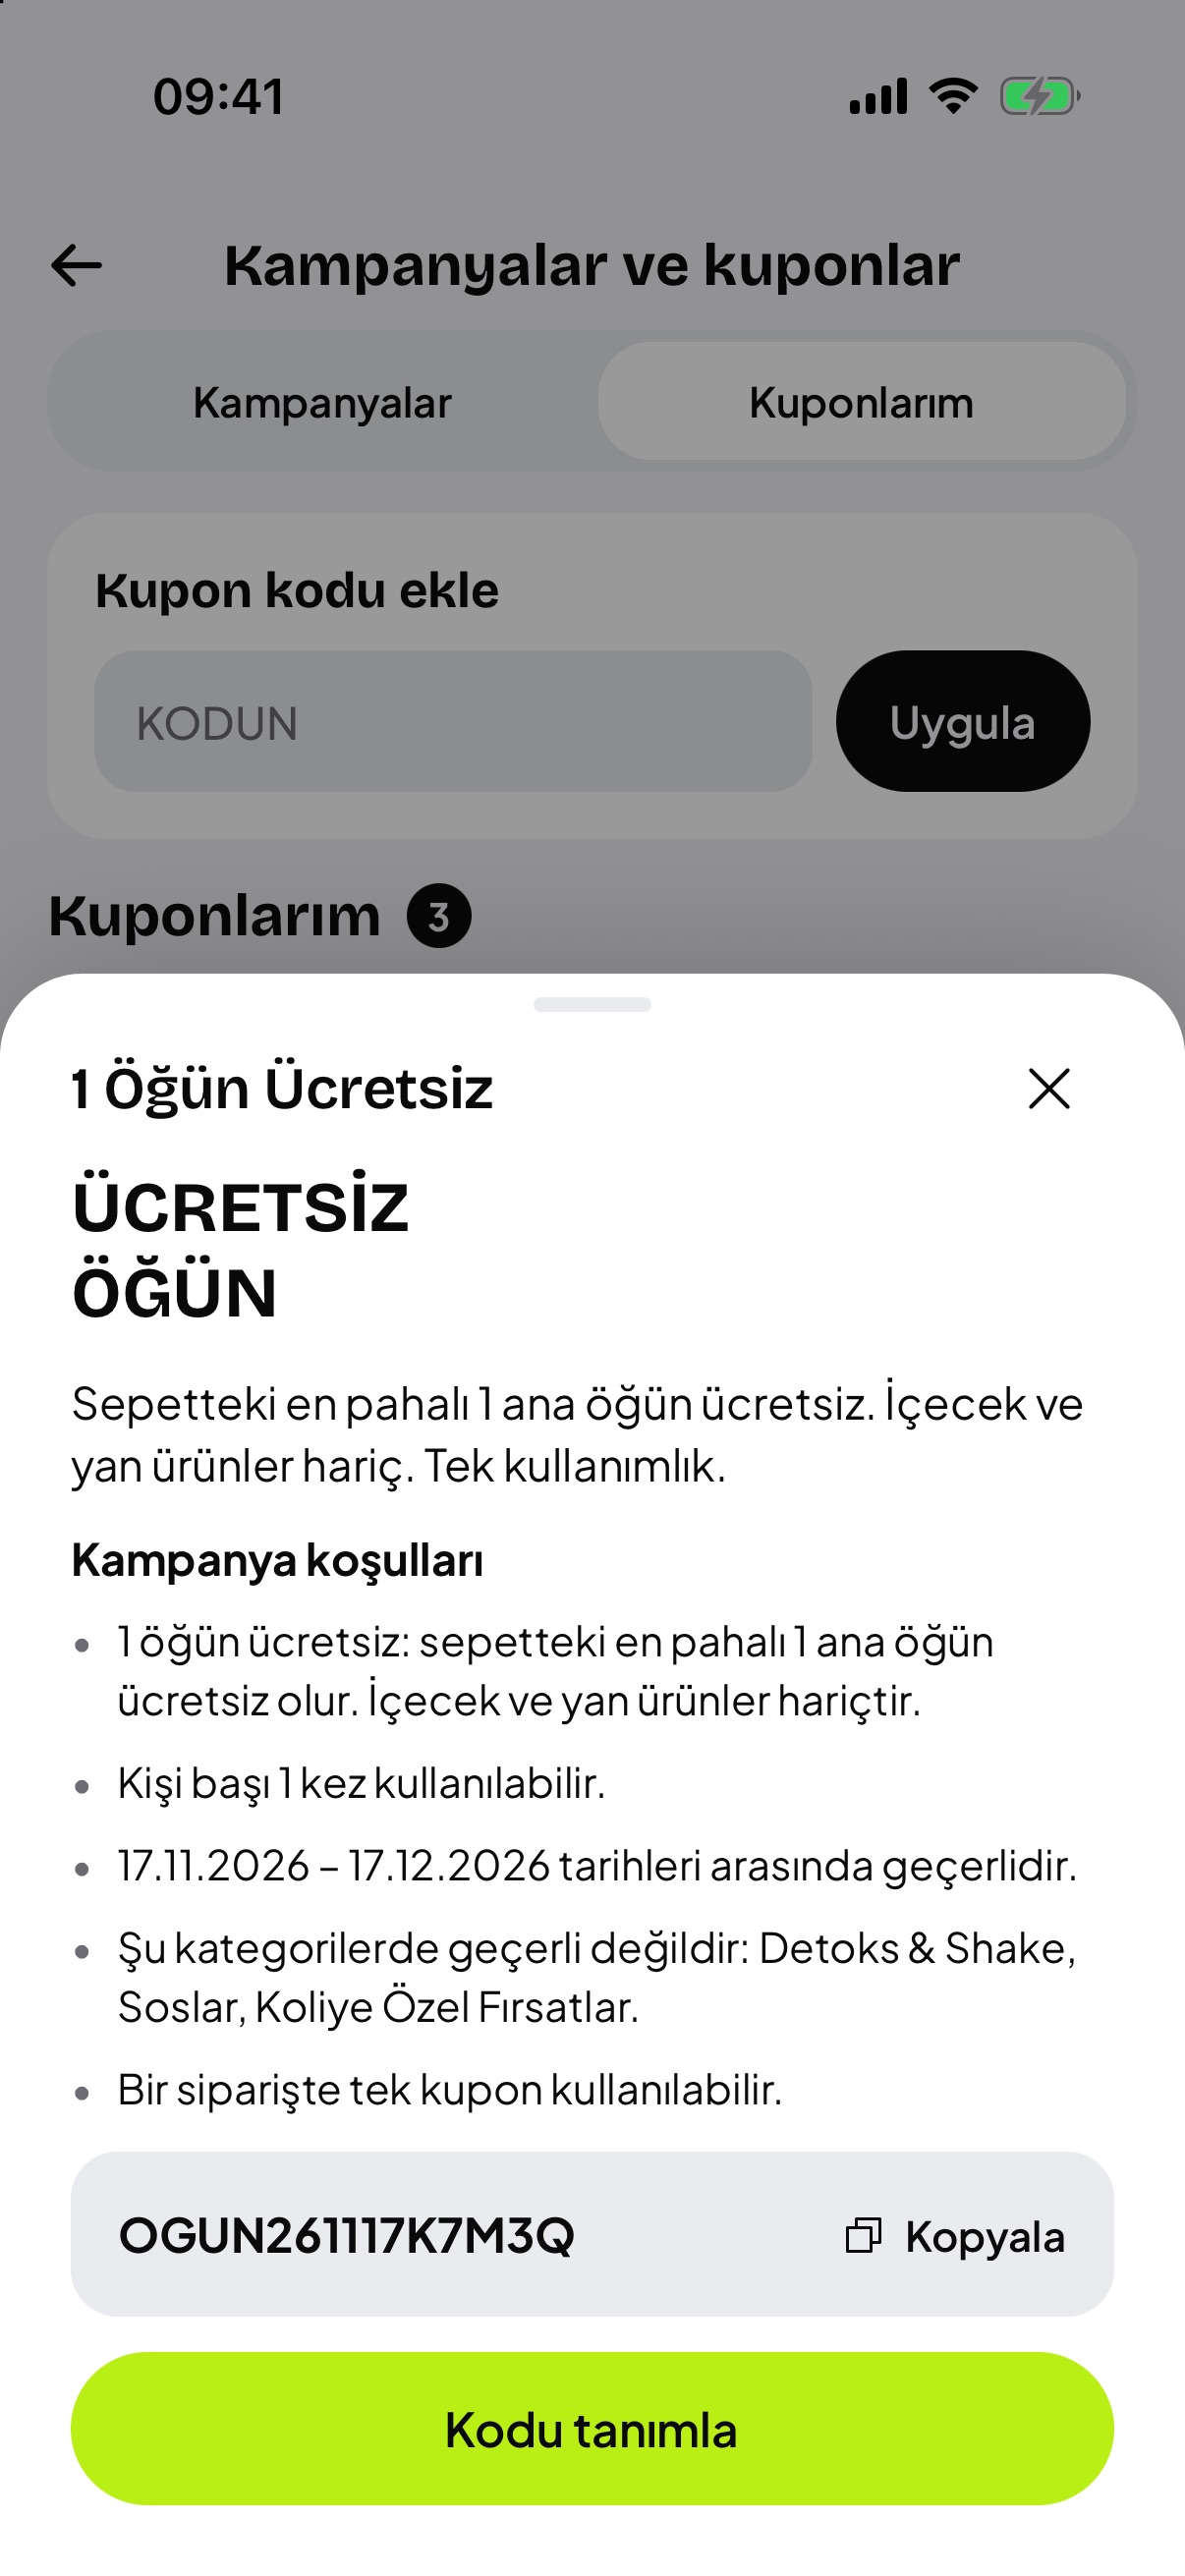 09:41
Kampanyalar ve kuponlar
Kampanyalar
Kuponlarım
Kupon kodu ekle
KODUN
Uygula
Kuponlarım 3
1 Öğün Ücretsiz
ÜCRETSİZ
ÖĞÜN
Sepetteki en pahalı 1 ana öğün ücretsiz. İçecek ve
yan ürünler hariç. Tek kullanımlık.
Kampanya koşulları
• 1 öğün ücretsiz: sepetteki en pahalı 1 ana öğün
ücretsiz olur. İçecek ve yan ürünler hariçtir.
• Kişi başı 1 kez kullanılabilir.
• 17.11.2026 – 17.12.2026 tarihleri arasında geçerlidir.
• Şu kategorilerde geçerli değildir: Detoks & Shake,
Soslar, Koliye Özel Fırsatlar.
• Bir siparişte tek kupon kullanılabilir.
OGUN261117K7M3Q
Kopyala
Kodu tanımla